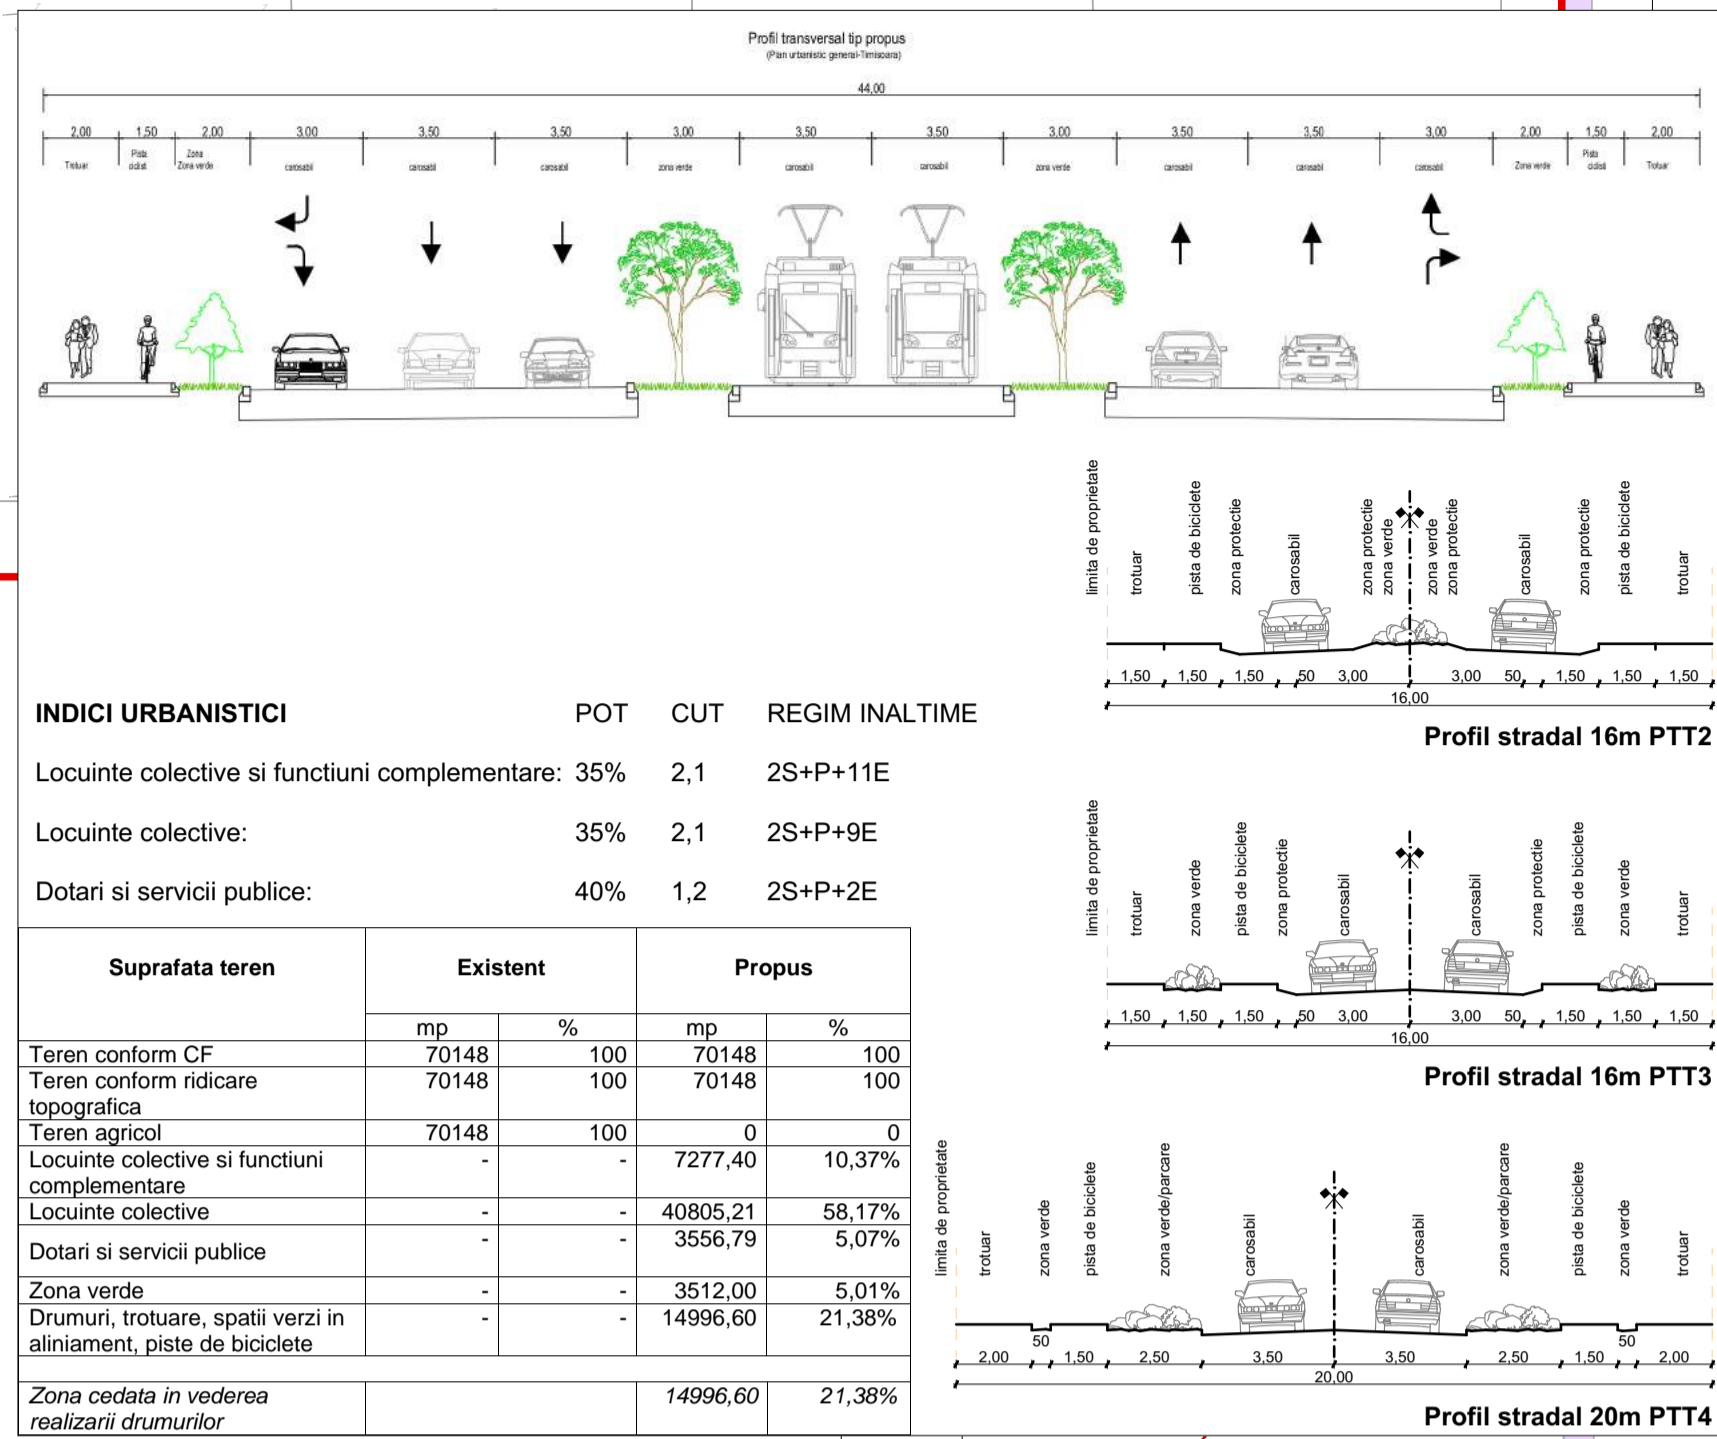 Profil transversal tip propus
(Plan urbanistic general-Timisoara)
44,00
2,00 1,50 2,00 3,00 3,50 3,50 3,00 3,50 3,50 3,00 3,50 3,50 3,00 2,00 1,50 2,00
Trotuar Pista ciclisti Zona Zona verde carosabil carosabil carosabil zona verde carosabil carosabil zona verde carosabil carosabil carosabil Zona verde Pista ciclisti Trotuar
limita de proprietate trotuar pista de biciclete zona protectie carosabil zona protectie zona verde zona verde zona protectie carosabil zona protectie pista de biciclete trotuar
1,50 1,50 1,50 50 3,00 3,00 50 1,50 1,50 1,50
16,00
Profil stradal 16m PTT2
limita de proprietate trotuar zona verde pista de biciclete zona protectie carosabil carosabil zona protectie pista de biciclete zona verde trotuar
1,50 1,50 1,50 50 3,00 3,00 50 1,50 1,50 1,50
16,00
Profil stradal 16m PTT3
limita de proprietate trotuar zona verde pista de biciclete zona verde/parcare carosabil carosabil zona verde/parcare pista de biciclete zona verde trotuar
2,00 50 1,50 2,50 3,50 3,50 2,50 1,50 50 2,00
20,00
Profil stradal 20m PTT4
INDICI URBANISTICI POT CUT REGIM INALTIME
Locuinte colective si functiuni complementare: 35% 2,1 2S+P+11E
Locuinte colective: 35% 2,1 2S+P+9E
Dotari si servicii publice: 40% 1,2 2S+P+2E
Suprafata teren Existent Propus
mp % mp %
Teren conform CF 70148 100 70148 100
Teren conform ridicare 70148 100 70148 100
topografica
Teren agricol 70148 100 0 0
Locuinte colective si functiuni - - 7277,40 10,37%
complementare
Locuinte colective - - 40805,21 58,17%
Dotari si servicii publice - - 3556,79 5,07%
Zona verde - - 3512,00 5,01%
Drumuri, trotuare, spatii verzi in - - 14996,60 21,38%
aliniament, piste de biciclete
Zona cedata in vederea 14996,60 21,38%
realizarii drumurilor